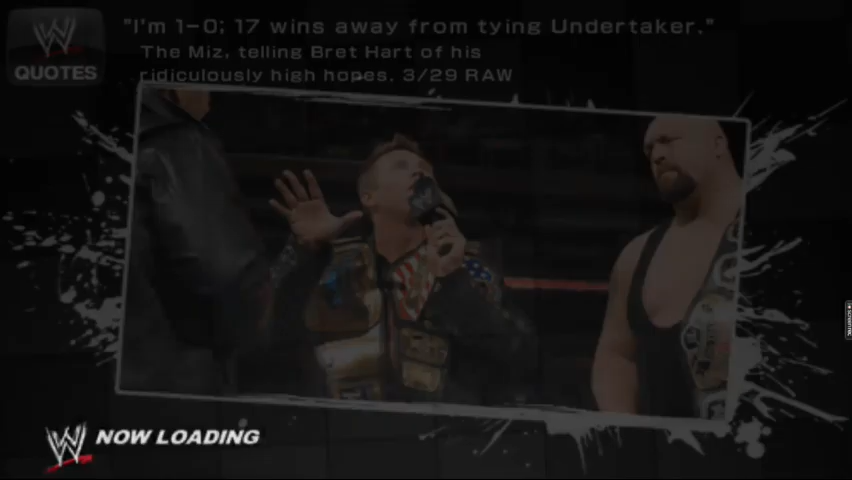 "I'm 1-0; 17 wins away from tying Undertaker."
The Miz, telling Bret Hart of his
ridiculously high hopes, 3/29 RAW
W
QUOTES
W NOW LOADING